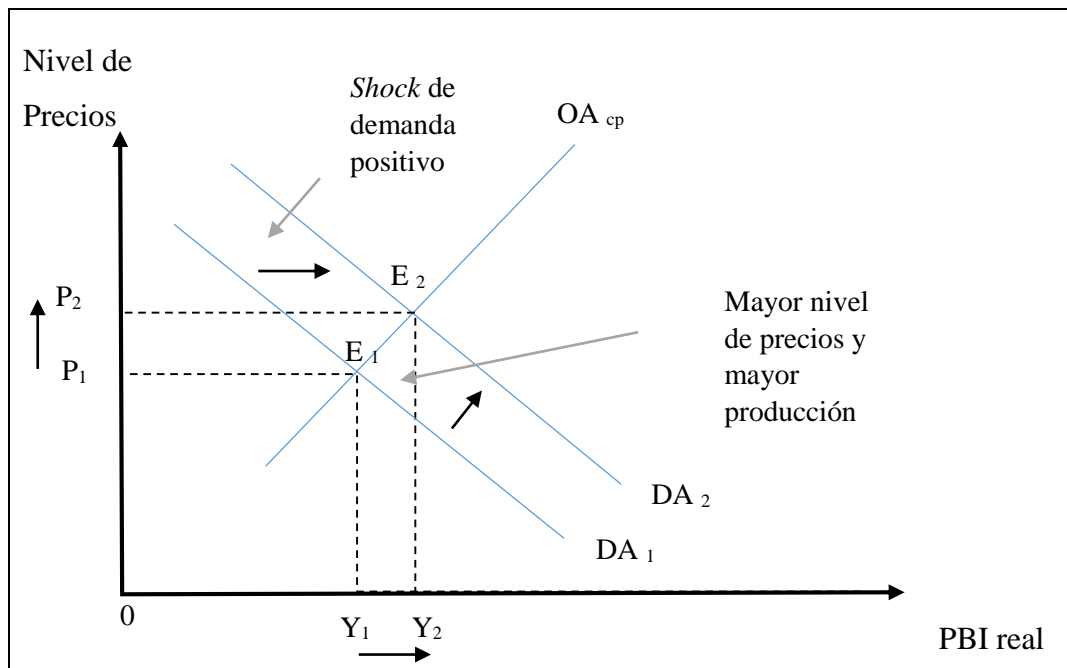 Nivel de
Precios
Shock de
demanda
positivo
OA cp
E 2
P2
Mayor nivel
de precios y
mayor
producción
E 1
P1
DA 2
DA 1
0
Y1 Y2
PBI real